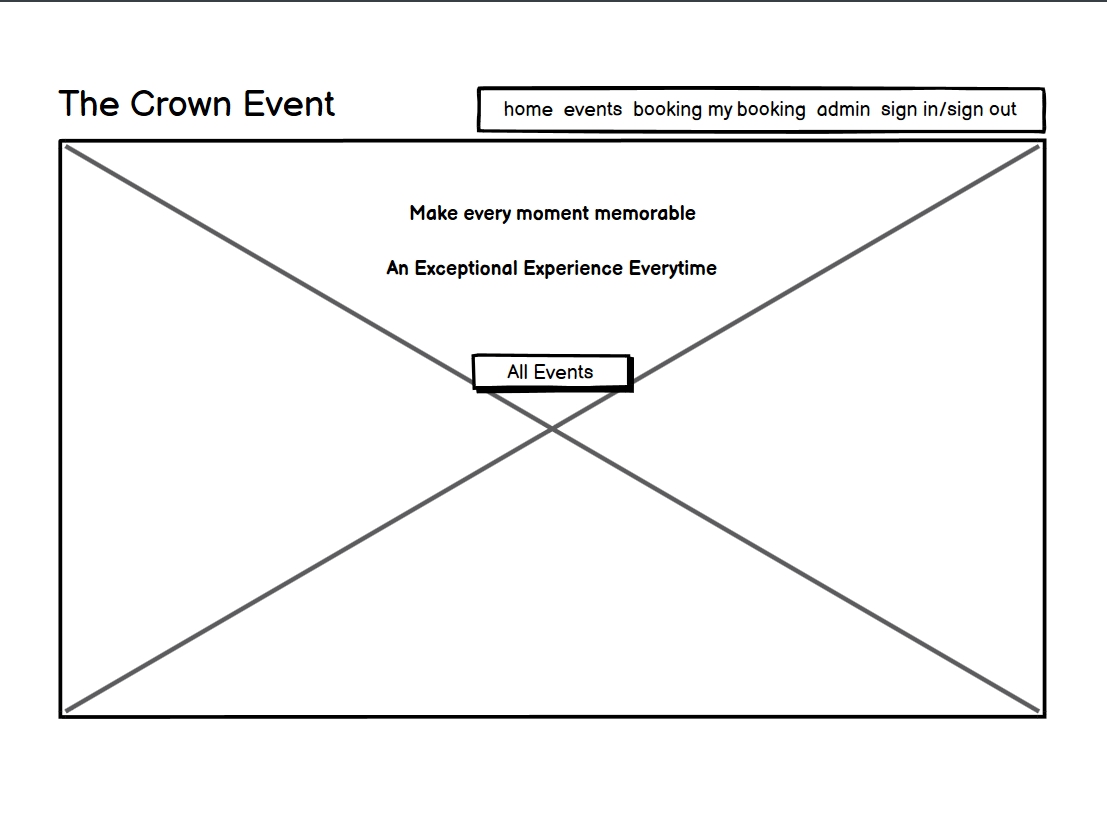 The Crown Event
home events booking my booking admin sign in/sign out
Make every moment memorable
An Exceptional Experience Everytime
All Events